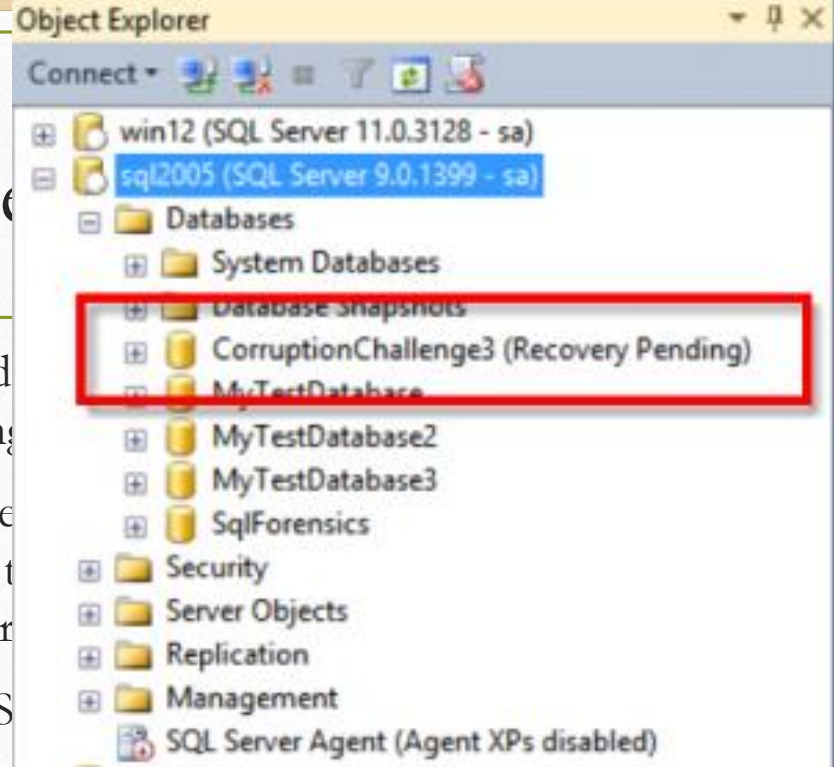 Object Explorer
Connect
win12 (SQL Server 11.0.3128 - sa)
sql2005 (SQL Server 9.0.1399 - sa)
Databases
System Databases
Database Snapshots
CorruptionChallenge3 (Recovery Pending)
MyTestDatabase
MyTestDatabase2
MyTestDatabase3
SqlForensics
Security
Server Objects
Replication
Management
SQL Server Agent (Agent XPs disabled)